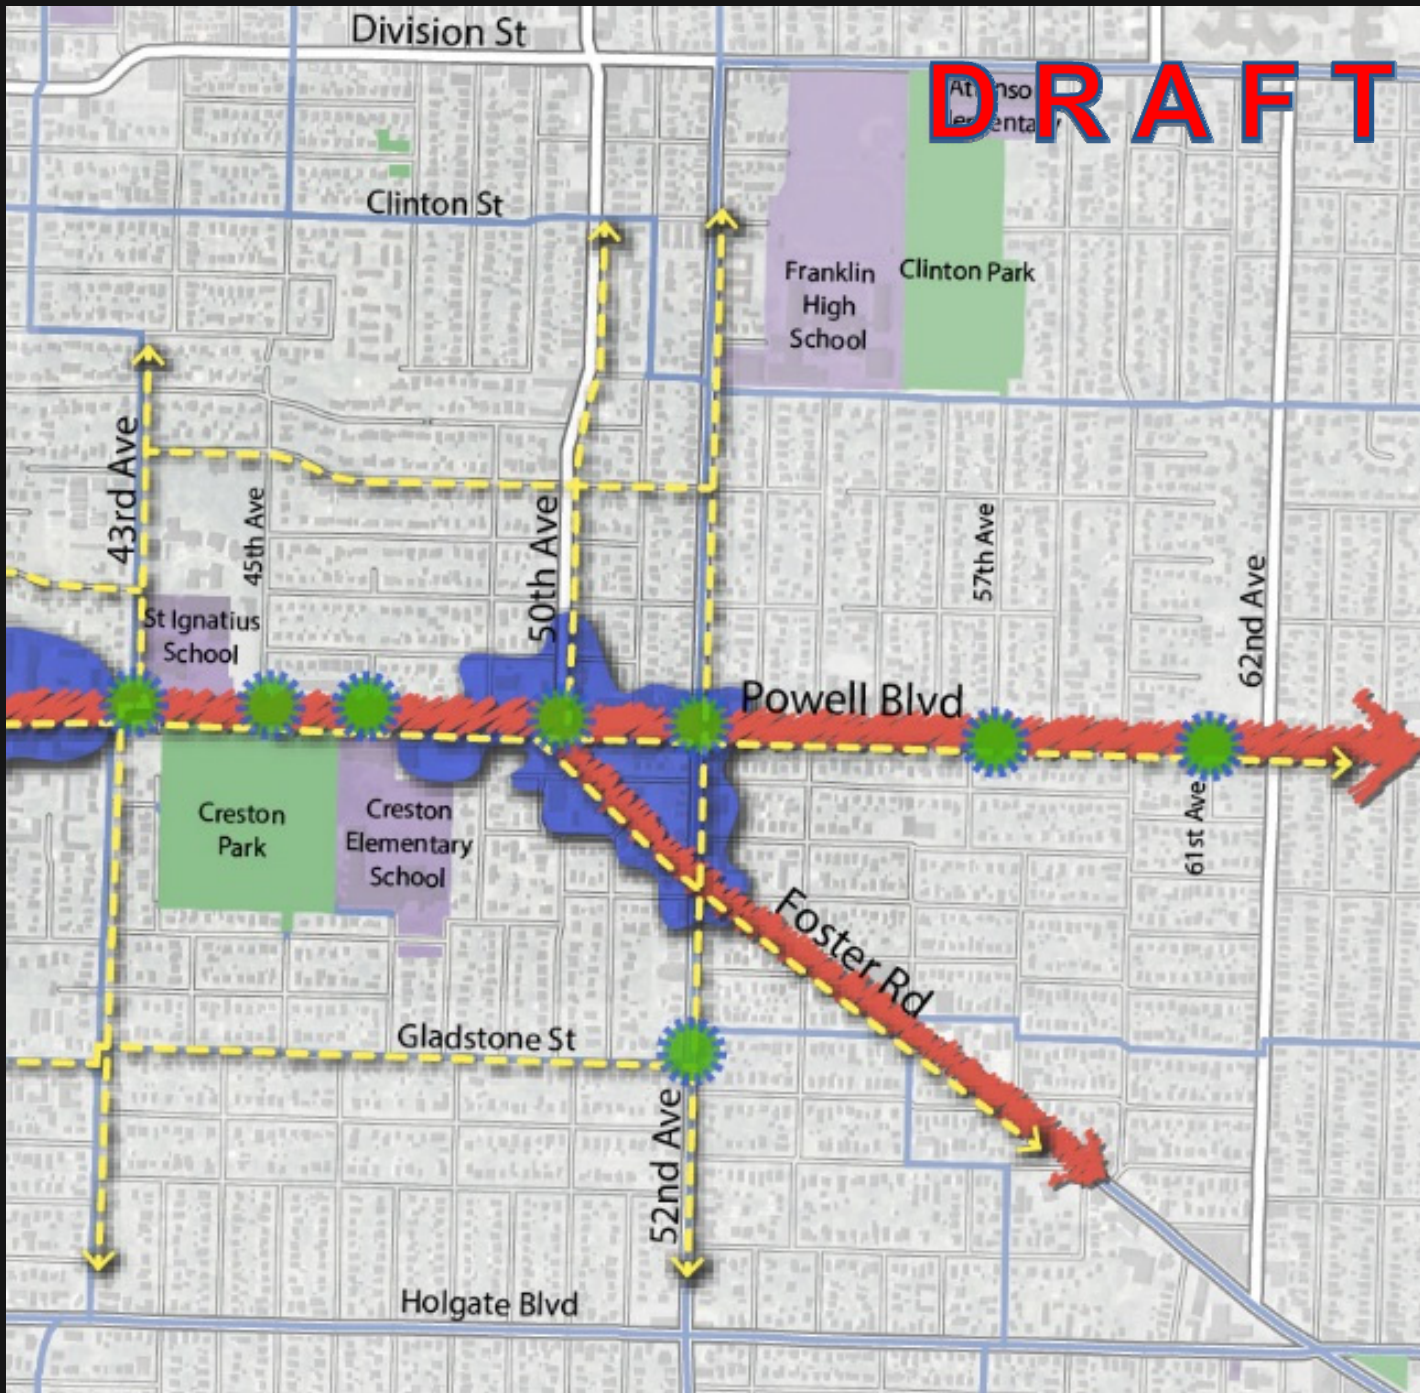 Division St
DRAFT
Clinton St
Franklin
High
School
Clinton Park
43rd Ave
45th Ave
50th Ave
57th Ave
62nd Ave
St Ignatius
School
Powell Blvd
Creston
Park
Creston
Elementary
School
61st Ave
Foster Rd
Gladstone St
52nd Ave
Holgate Blvd